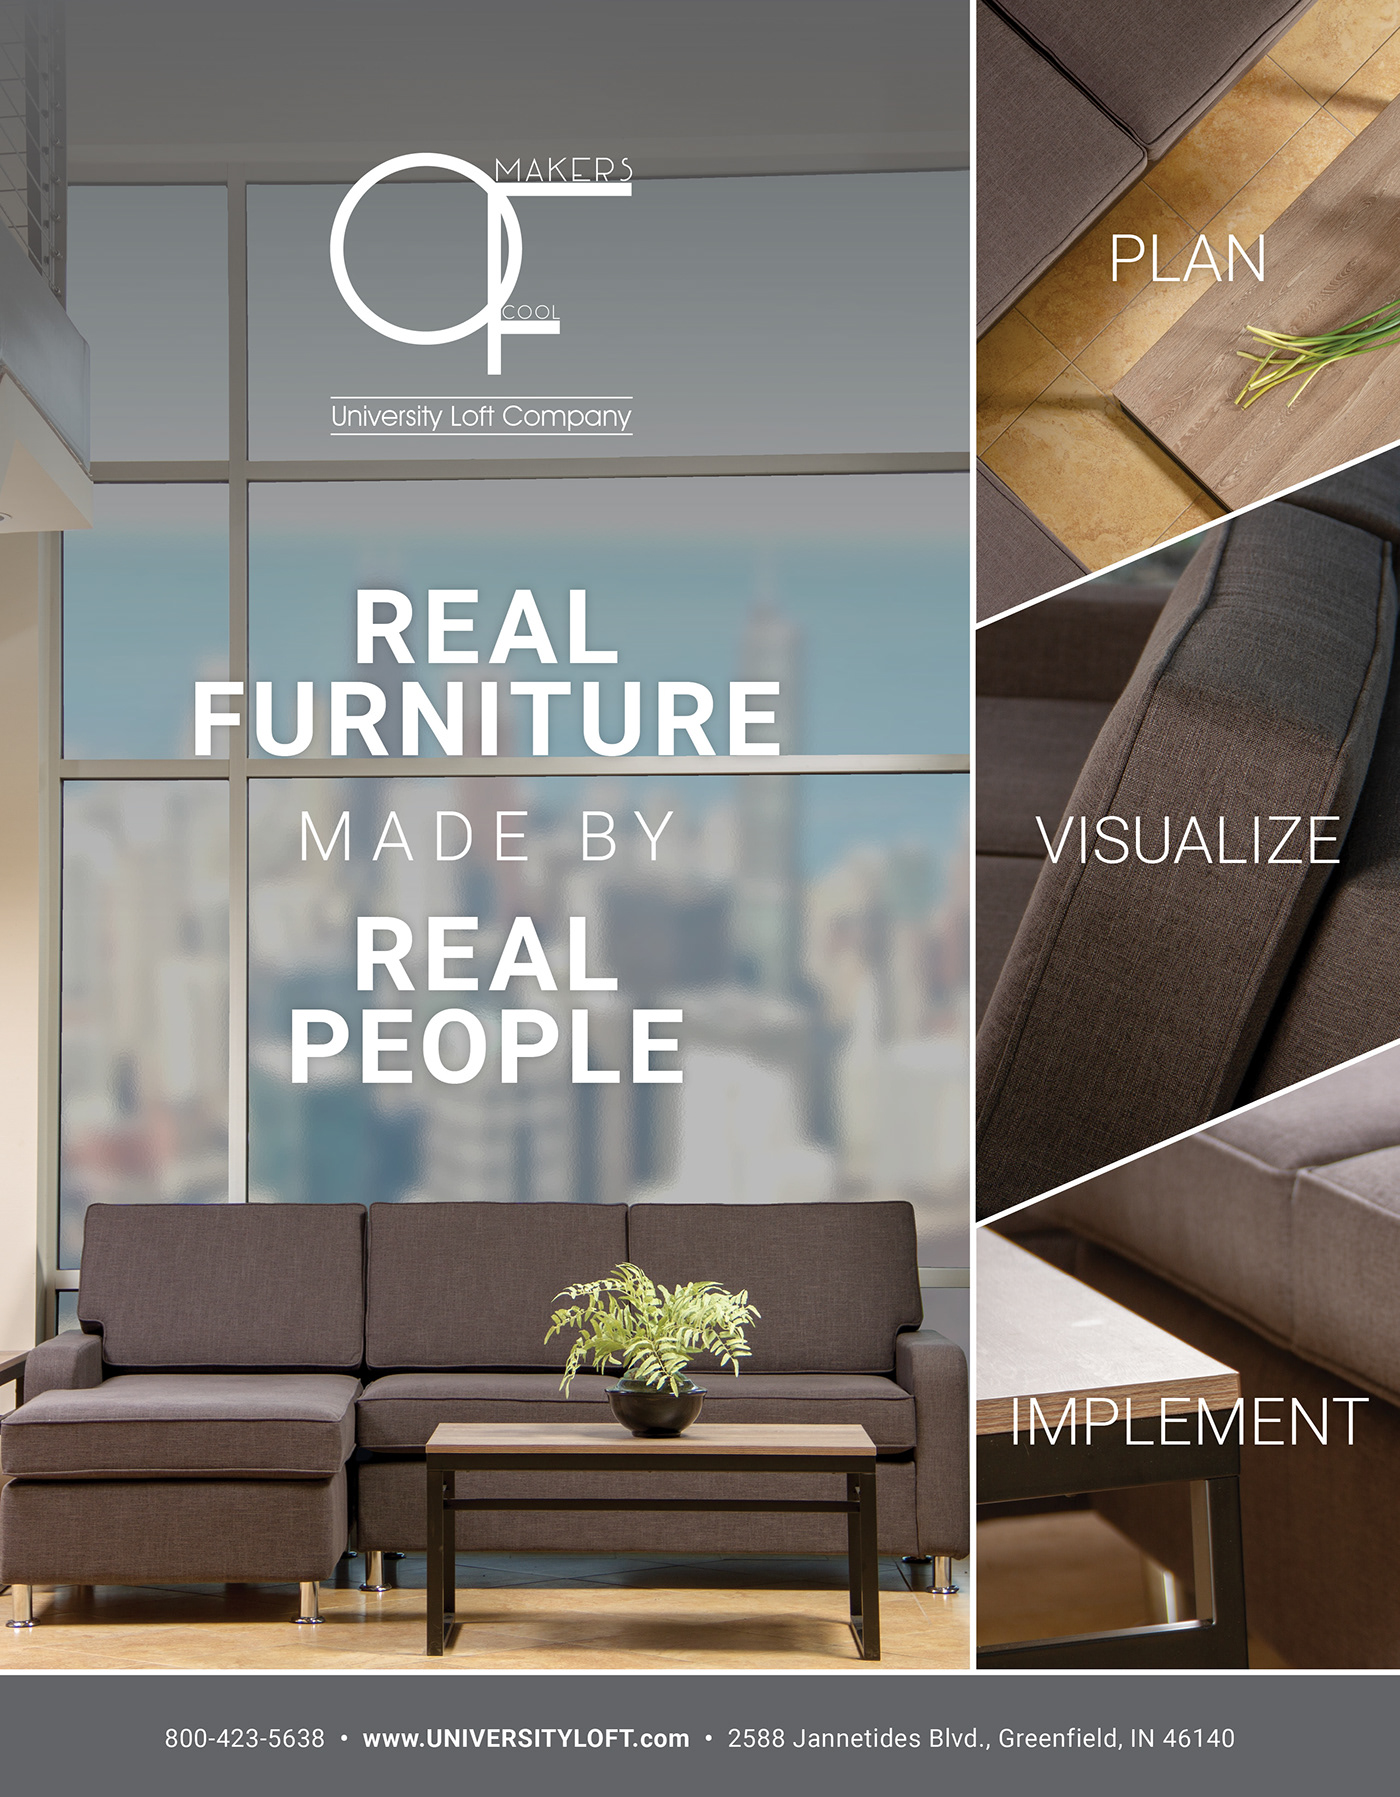 MAKERS
OF
COOL
University Loft Company
REAL
FURNITURE
MADE BY
REAL
PEOPLE
PLAN
VISUALIZE
IMPLEMENT
800-423-5638 • www.UNIVERSITYLOFT.com • 2588 Jannetides Blvd., Greenfield, IN 46140